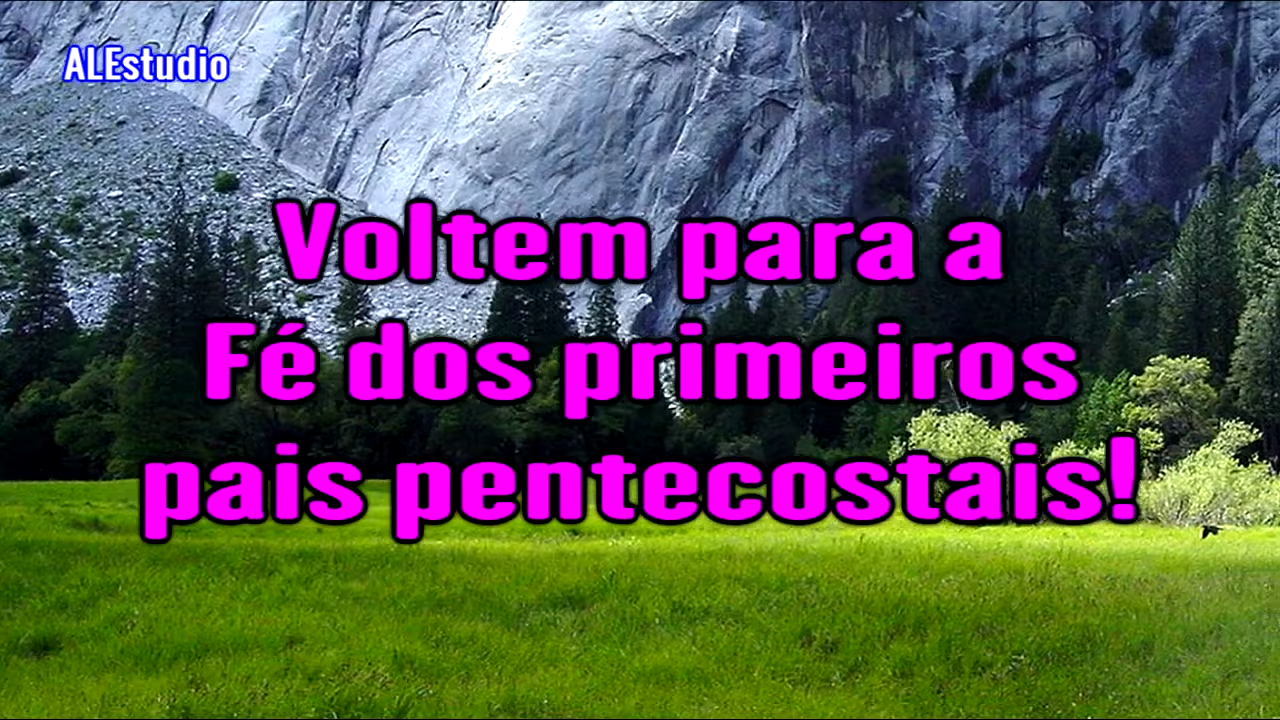 ALEstudio
Voltem para a
Fé dos primeiros
pais pentecostais!